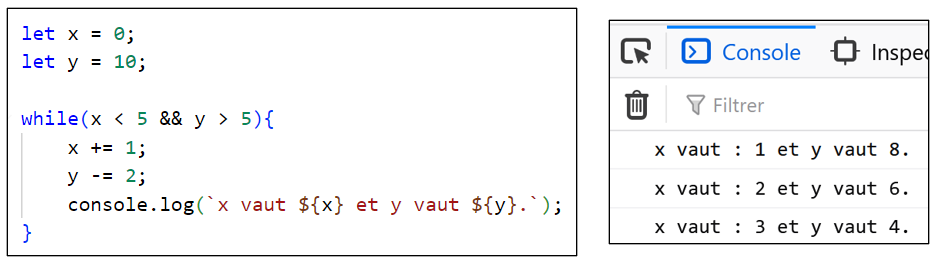 let x = 0;
let y = 10;

while(x < 5 && y > 5){
    x += 1;
    y -= 2;
    console.log(`x vaut ${x} et y vaut ${y}.`);
}
Console
Inspec
Filtrer
x vaut : 1 et y vaut 8.
x vaut : 2 et y vaut 6.
x vaut : 3 et y vaut 4.